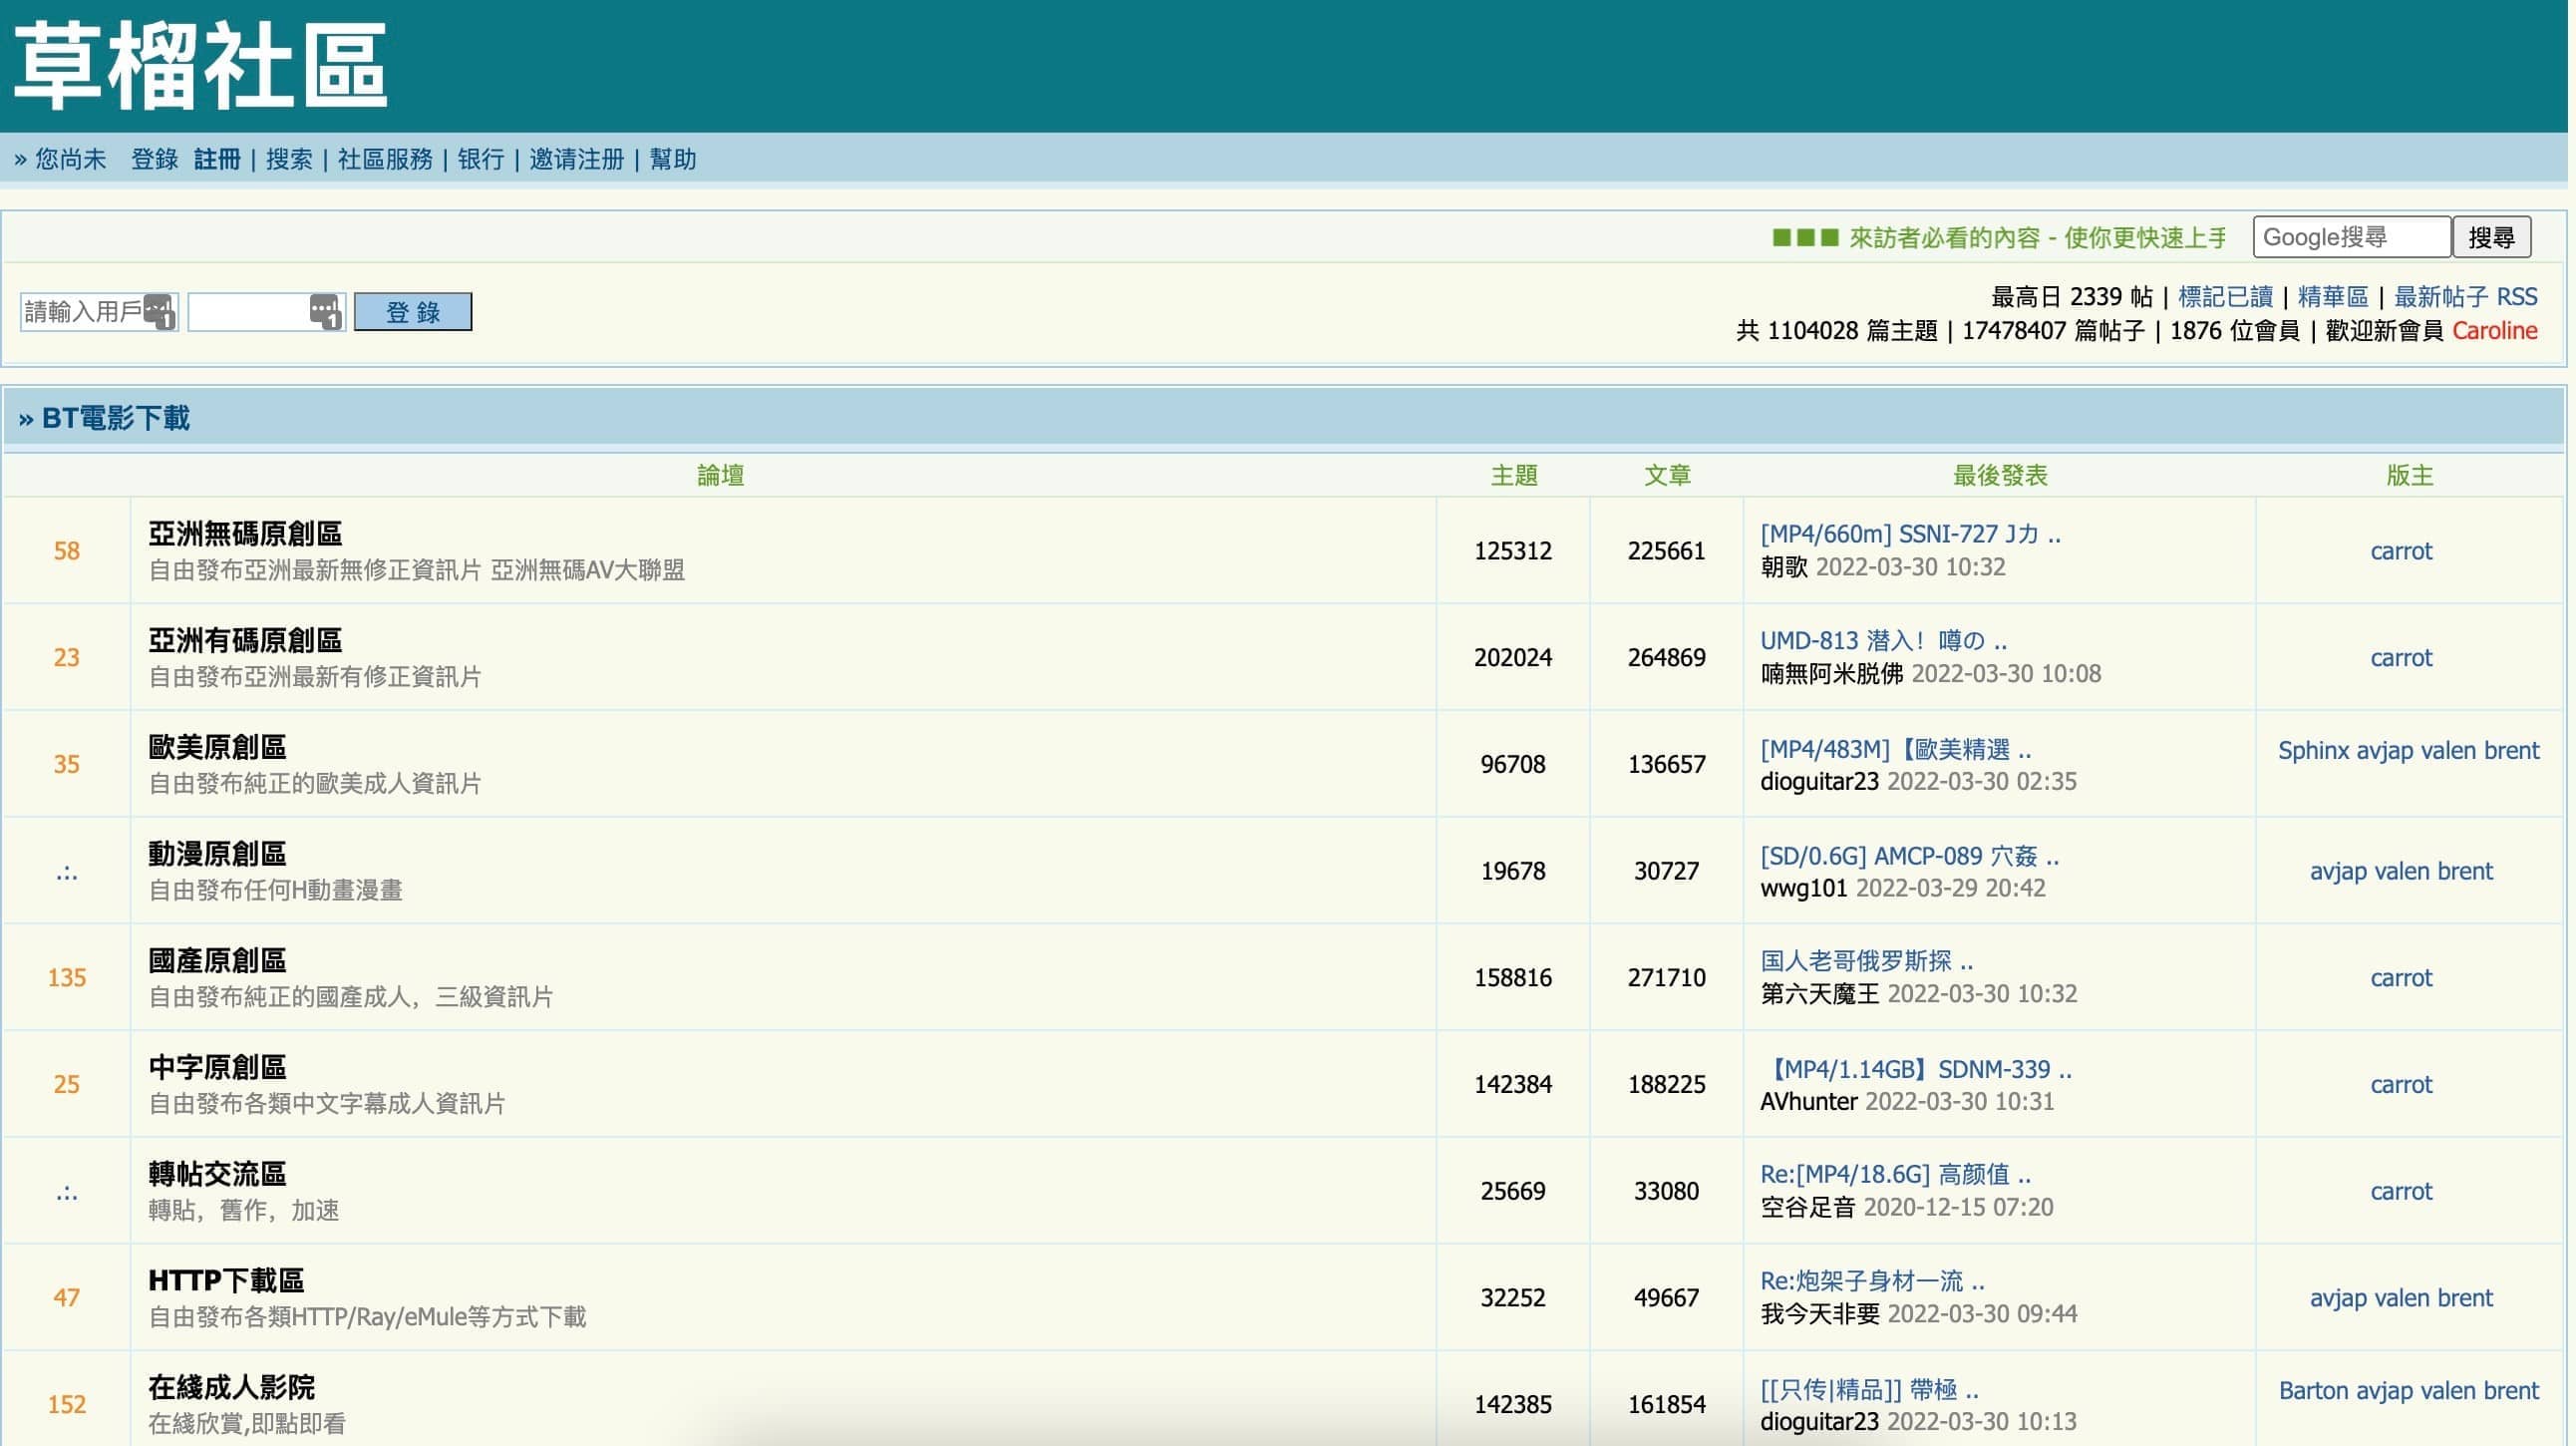 草榴社區
» 您尚未 登錄 註冊 | 搜索 | 社區服務 | 银行 | 邀请注册 | 幫助
■■■ 來訪者必看的內容 - 使你更快速上手 Google搜尋 搜尋
請輸入用戶 登 錄
最高日 2339 帖 | 標記已讀 | 精華區 | 最新帖子 RSS
共 1104028 篇主題 | 17478407 篇帖子 | 1876 位會員 | 歡迎新會員 Caroline
» BT電影下載
論壇 主題 文章 最後發表 版主
58 亞洲無碼原創區 125312 225661 [MP4/660m] SSNI-727 Jカ .. carrot
自由發布亞洲最新無修正資訊片 亞洲無碼AV大聯盟 朝歌 2022-03-30 10:32
23 亞洲有碼原創區 202024 264869 UMD-813 潜入！噂の .. carrot
自由發布亞洲最新有修正資訊片 喃無阿米脱佛 2022-03-30 10:08
35 歐美原創區 96708 136657 [MP4/483M]【歐美精選 .. Sphinx avjap valen brent
自由發布純正的歐美成人資訊片 dioguitar23 2022-03-30 02:35
.:. 動漫原創區 19678 30727 [SD/0.6G] AMCP-089 穴姦 .. avjap valen brent
自由發布任何H動畫漫畫 wwg101 2022-03-29 20:42
135 國產原創區 158816 271710 国人老哥俄罗斯探 .. carrot
自由發布純正的國產成人，三級資訊片 第六天魔王 2022-03-30 10:32
25 中字原創區 142384 188225 【MP4/1.14GB】SDNM-339 .. carrot
自由發布各類中文字幕成人資訊片 AVhunter 2022-03-30 10:31
.:. 轉帖交流區 25669 33080 Re:[MP4/18.6G] 高颜值 .. carrot
轉貼，舊作，加速 空谷足音 2020-12-15 07:20
47 HTTP下載區 32252 49667 Re:炮架子身材一流 .. avjap valen brent
自由發布各類HTTP/Ray/eMule等方式下載 我今天非要 2022-03-30 09:44
152 在綫成人影院 142385 161854 [[只传|精品]] 帶極 .. Barton avjap valen brent
在綫欣賞,即點即看 dioguitar23 2022-03-30 10:13